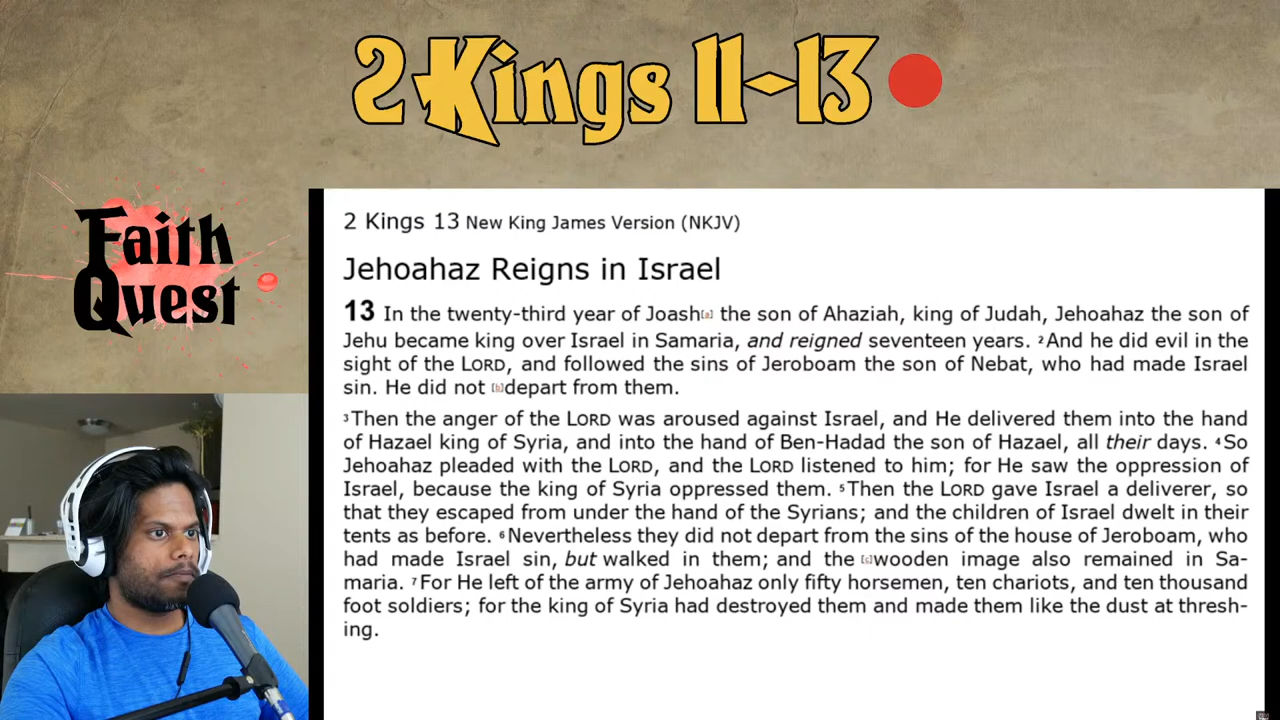 2 Kings 11-13
Faith
Quest
2 Kings 13 New King James Version (NKJV)
Jehoahaz Reigns in Israel
13 In the twenty-third year of Joash[a] the son of Ahaziah, king of Judah, Jehoahaz the son of
Jehu became king over Israel in Samaria, and reigned seventeen years. 2And he did evil in the
sight of the LORD, and followed the sins of Jeroboam the son of Nebat, who had made Israel
sin. He did not [b]depart from them.
3Then the anger of the LORD was aroused against Israel, and He delivered them into the hand
of Hazael king of Syria, and into the hand of Ben-Hadad the son of Hazael, all their days. 4So
Jehoahaz pleaded with the LORD, and the LORD listened to him; for He saw the oppression of
Israel, because the king of Syria oppressed them. 5Then the LORD gave Israel a deliverer, so
that they escaped from under the hand of the Syrians; and the children of Israel dwelt in their
tents as before. 6Nevertheless they did not depart from the sins of the house of Jeroboam, who
had made Israel sin, but walked in them; and the [c]wooden image also remained in Sa-
maria. 7For He left of the army of Jehoahaz only fifty horsemen, ten chariots, and ten thousand
foot soldiers; for the king of Syria had destroyed them and made them like the dust at thresh-
ing.